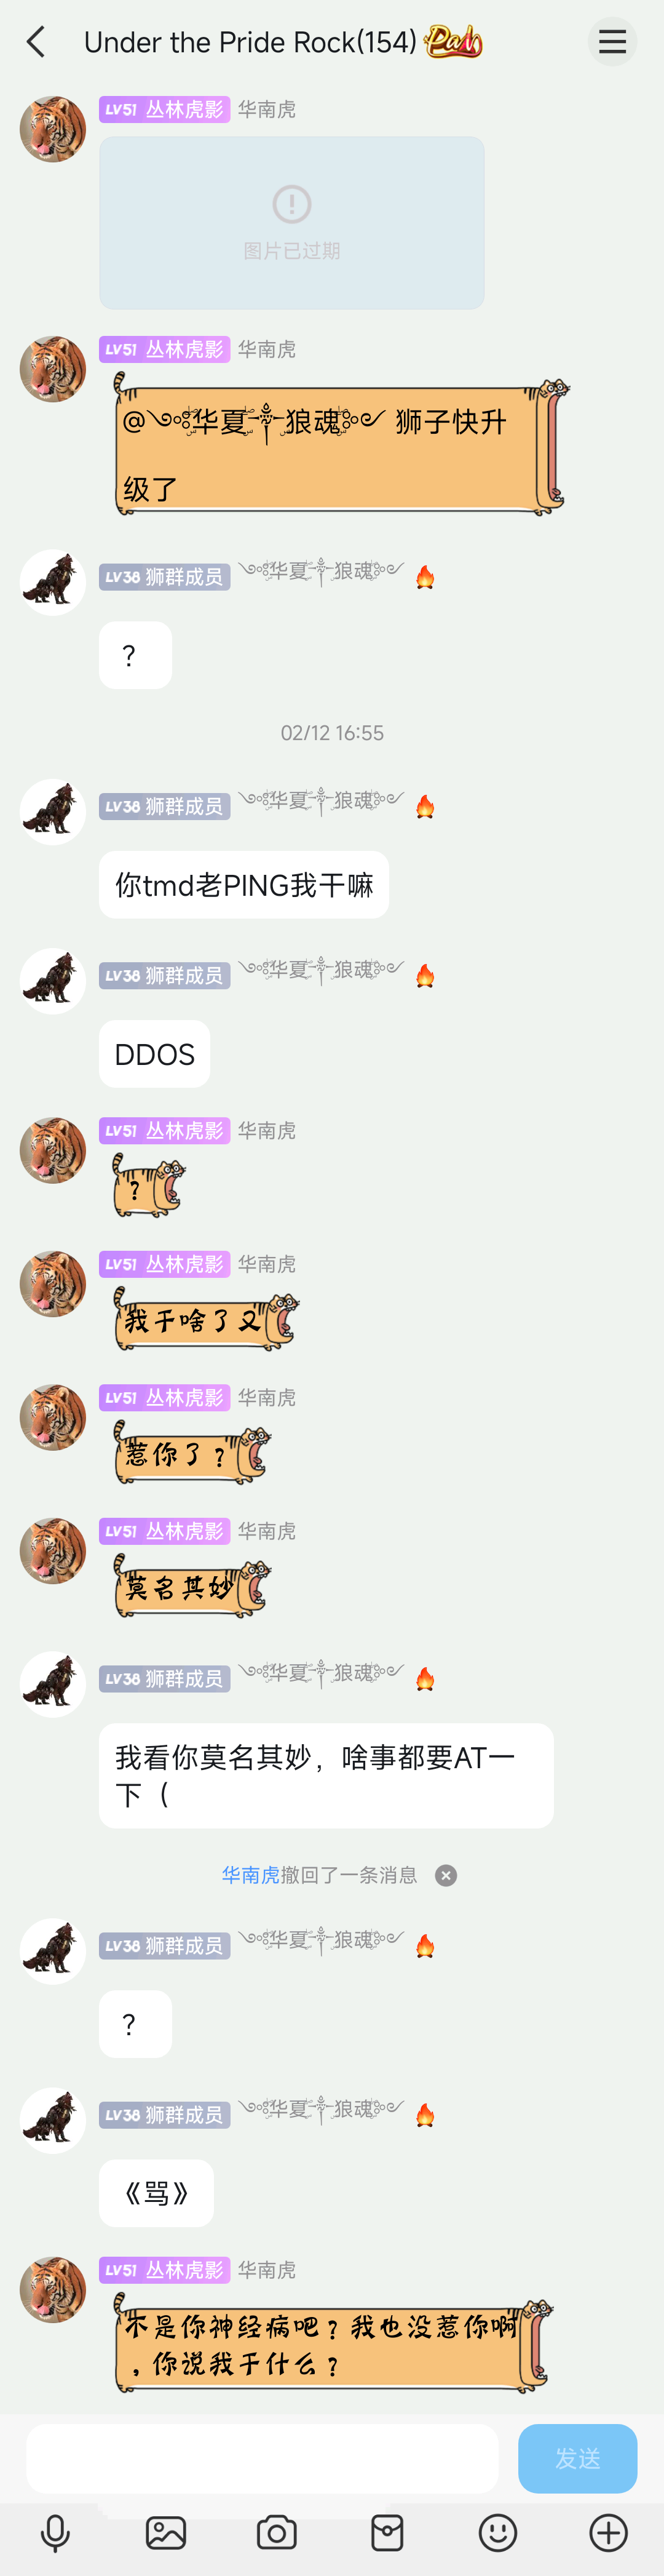 Under the Pride Rock(154)
LV51 丛林虎影 华南虎
图片已过期
LV51 丛林虎影 华南虎
@华夏狼魂 狮子快升
级了
LV38 狮群成员 华夏狼魂
？
02/12 16:55
LV38 狮群成员 华夏狼魂
你tmd老PING我干嘛
LV38 狮群成员 华夏狼魂
DDOS
LV51 丛林虎影 华南虎
？
LV51 丛林虎影 华南虎
我干啥了又
LV51 丛林虎影 华南虎
惹你了？
LV51 丛林虎影 华南虎
莫名其妙
LV38 狮群成员 华夏狼魂
我看你莫名其妙，啥事都要AT一
下（
华南虎撤回了一条消息
LV38 狮群成员 华夏狼魂
？
LV38 狮群成员 华夏狼魂
《骂》
LV51 丛林虎影 华南虎
不是你神经病吧？我也没惹你啊
，你说我干什么？
发送